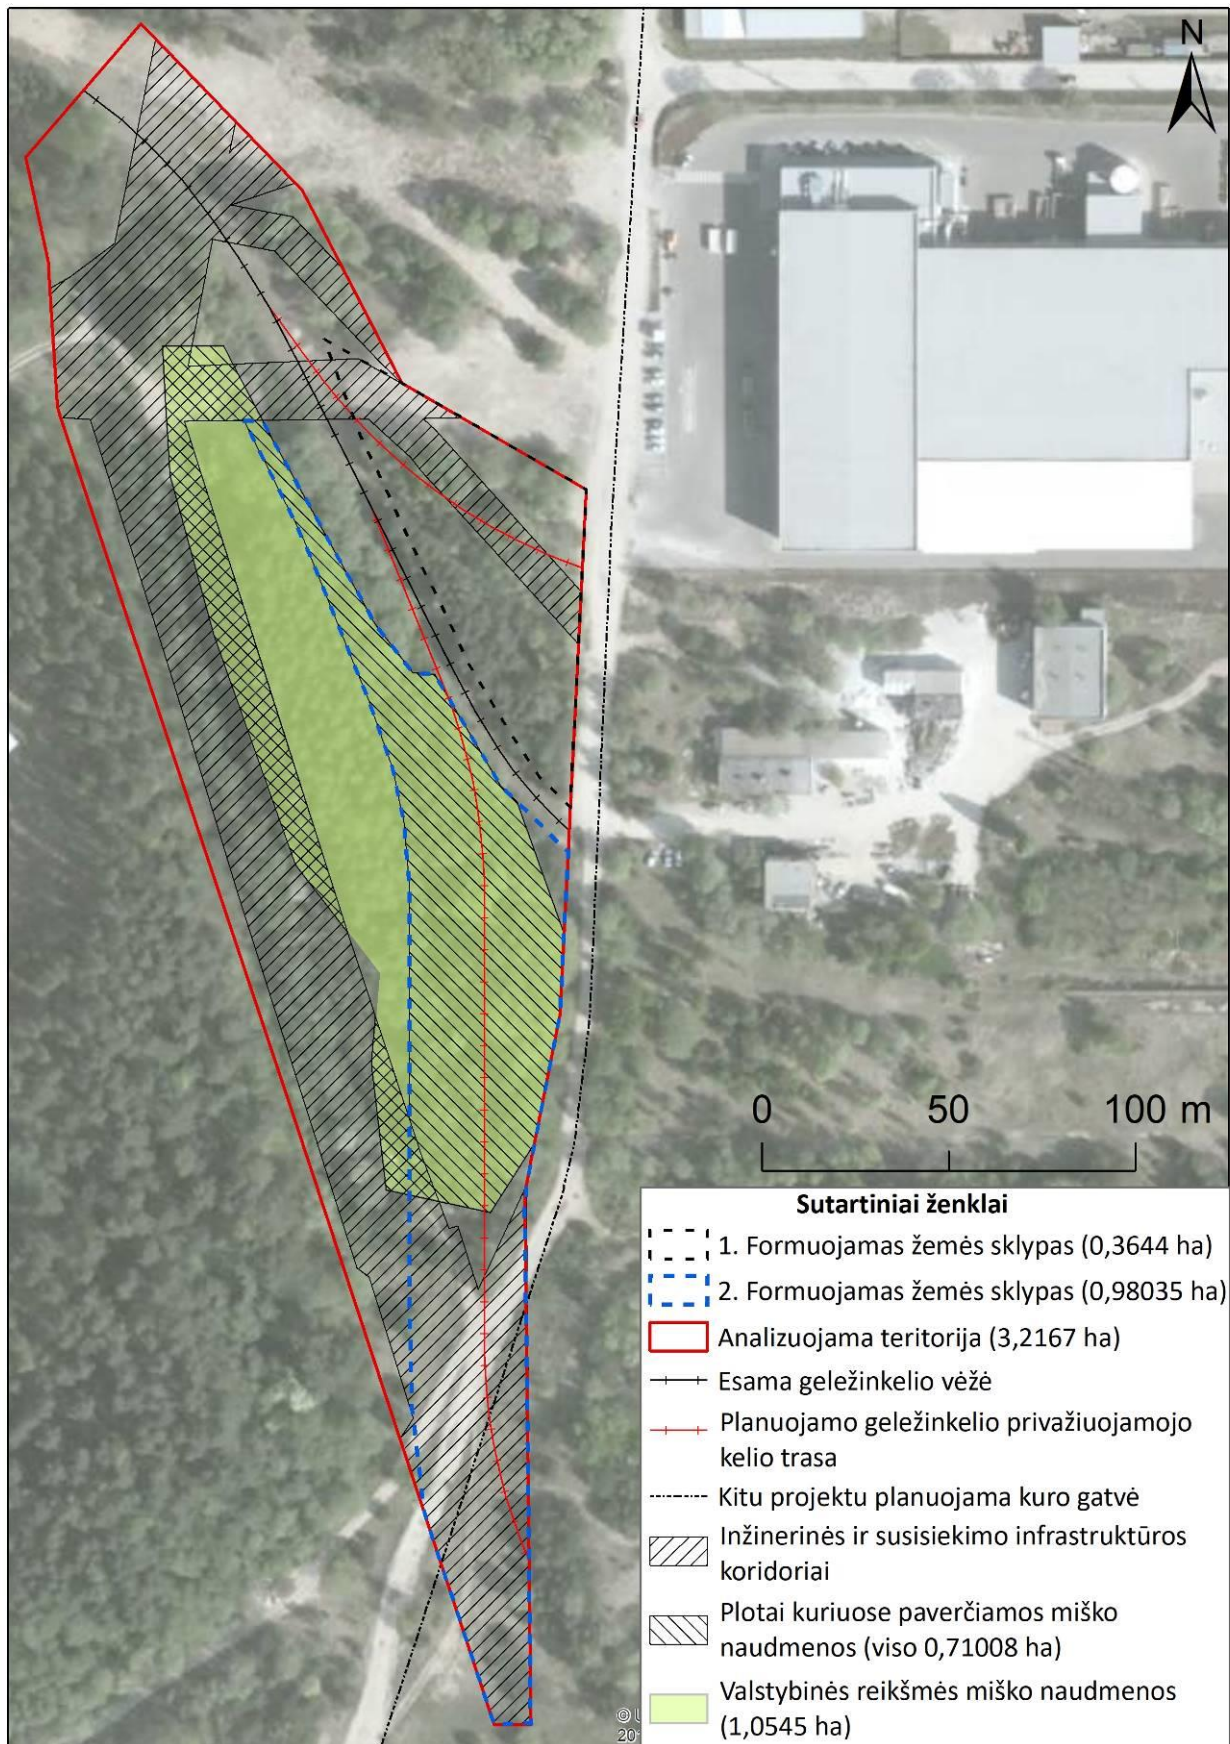 N
0 50 100 m
Sutartiniai ženklai
1. Formuojamas žemės sklypas (0,3644 ha)
2. Formuojamas žemės sklypas (0,98035 ha)
Analizuojama teritorija (3,2167 ha)
Esama geležinkelio vėžė
Planuojamo geležinkelio privažiuojamojo
kelio trasa
Kitu projektu planuojama kuro gatvė
Inžinerinės ir susisiekimo infrastruktūros
koridoriai
Plotai kuriuose paverčiamos miško
naudmenos (viso 0,71008 ha)
Valstybinės reikšmės miško naudmenos
(1,0545 ha)
©